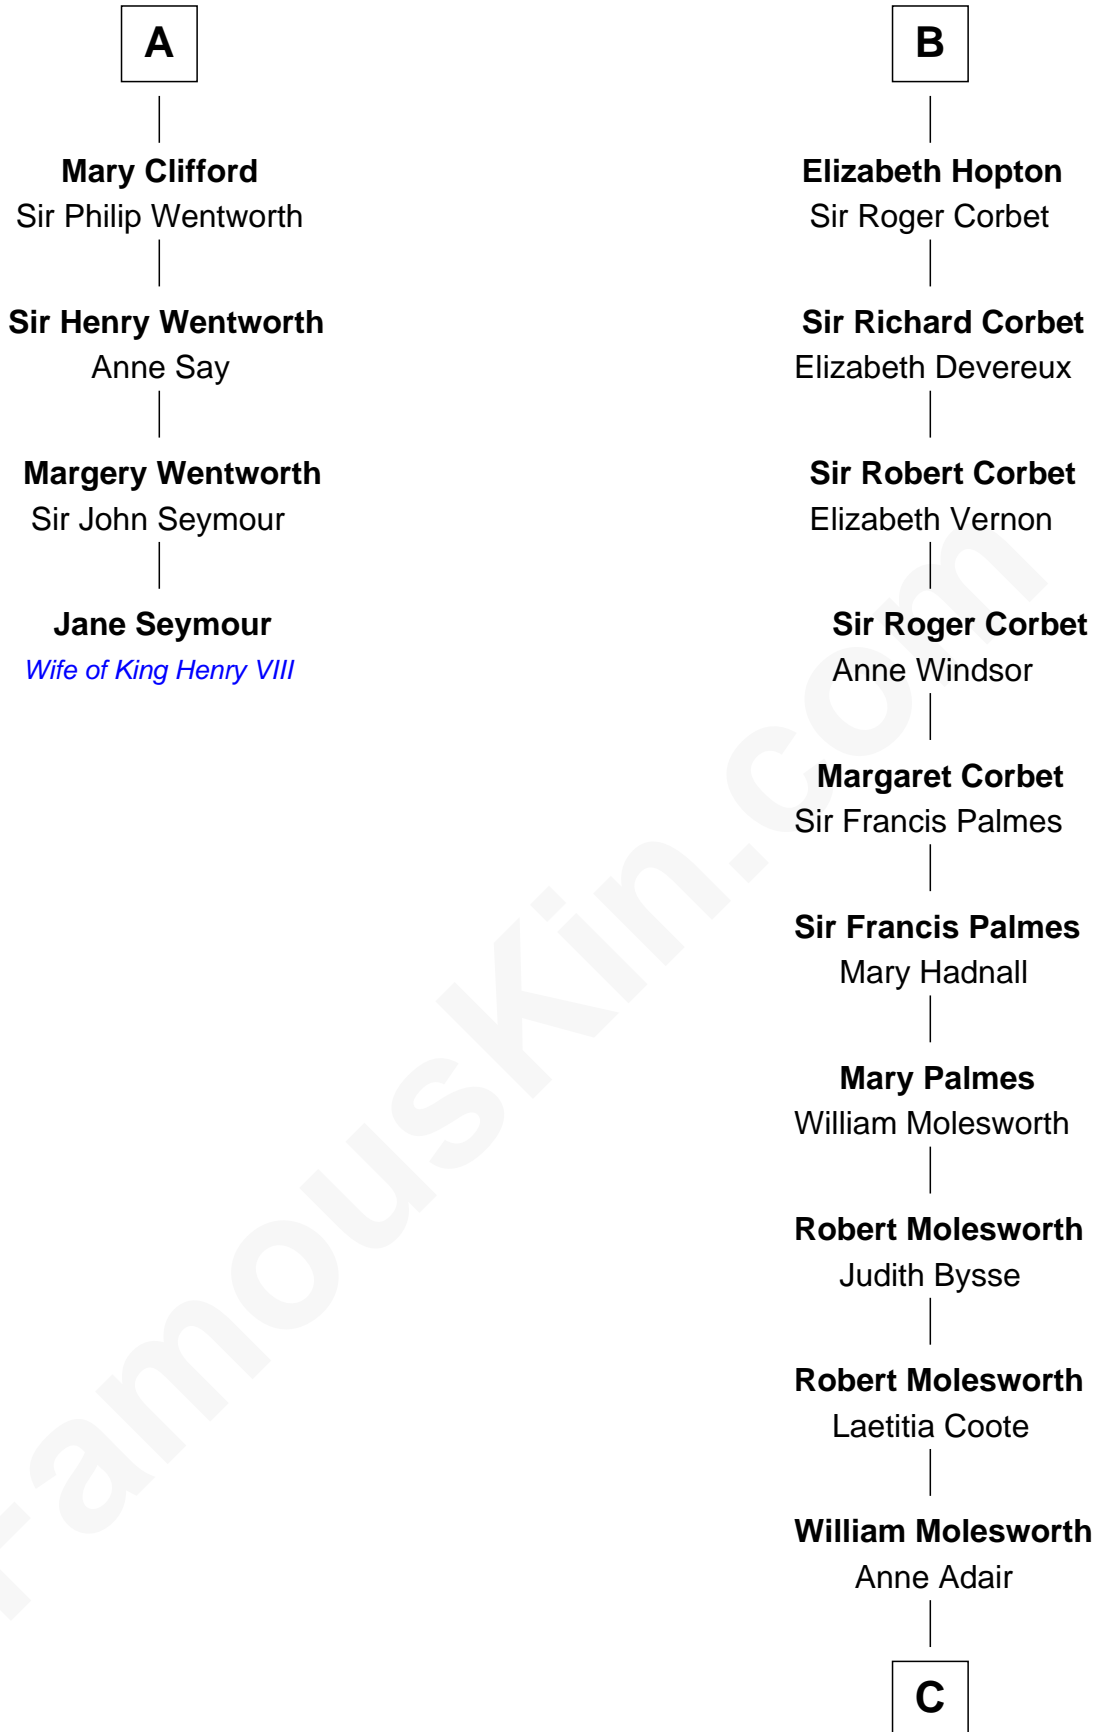 A
Mary Clifford
Sir Philip Wentworth
Sir Henry Wentworth
Anne Say
Margery Wentworth
Sir John Seymour
Jane Seymour
Wife of King Henry VIII
B
Elizabeth Hopton
Sir Roger Corbet
Sir Richard Corbet
Elizabeth Devereux
Sir Robert Corbet
Elizabeth Vernon
Sir Roger Corbet
Anne Windsor
Margaret Corbet
Sir Francis Palmes
Sir Francis Palmes
Mary Hadnall
Mary Palmes
William Molesworth
Robert Molesworth
Judith Bysse
Robert Molesworth
Laetitia Coote
William Molesworth
Anne Adair
C
FamousKin.com